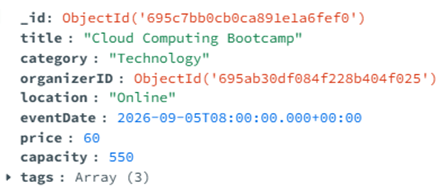 _id: ObjectId('695c7bb0cb0ca891e1a6fef0')
title : "Cloud Computing Bootcamp"
category : "Technology"
organizerID : ObjectId('695ab30df084f228b404f025')
location : "Online"
eventDate : 2026-09-05T08:00:00.000+00:00
price : 60
capacity : 550
tags : Array (3)